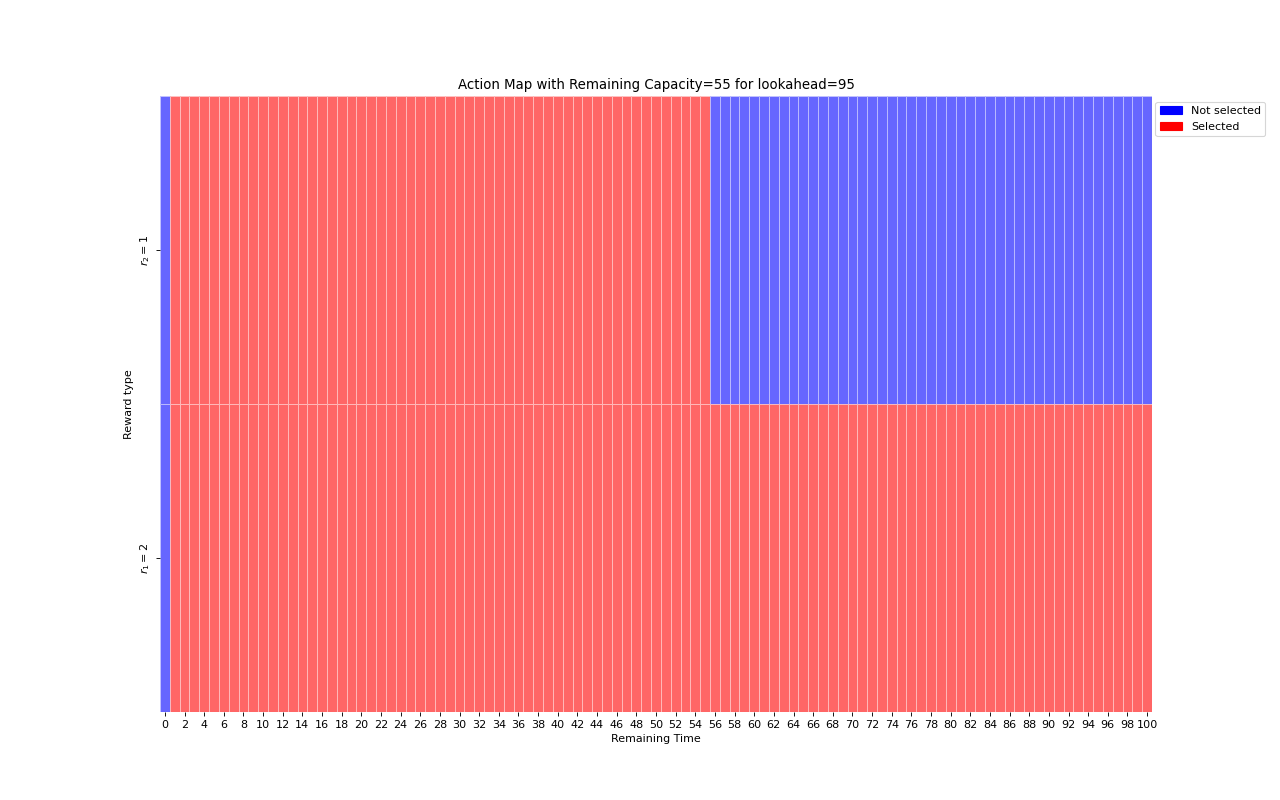 Action Map with Remaining Capacity=55 for lookahead=95
Not selected
Selected
r₂ = 1
Reward type
r₁ = 2
0 2 4 6 8 10 12 14 16 18 20 22 24 26 28 30 32 34 36 38 40 42 44 46 48 50 52 54 56 58 60 62 64 66 68 70 72 74 76 78 80 82 84 86 88 90 92 94 96 98 100
Remaining Time